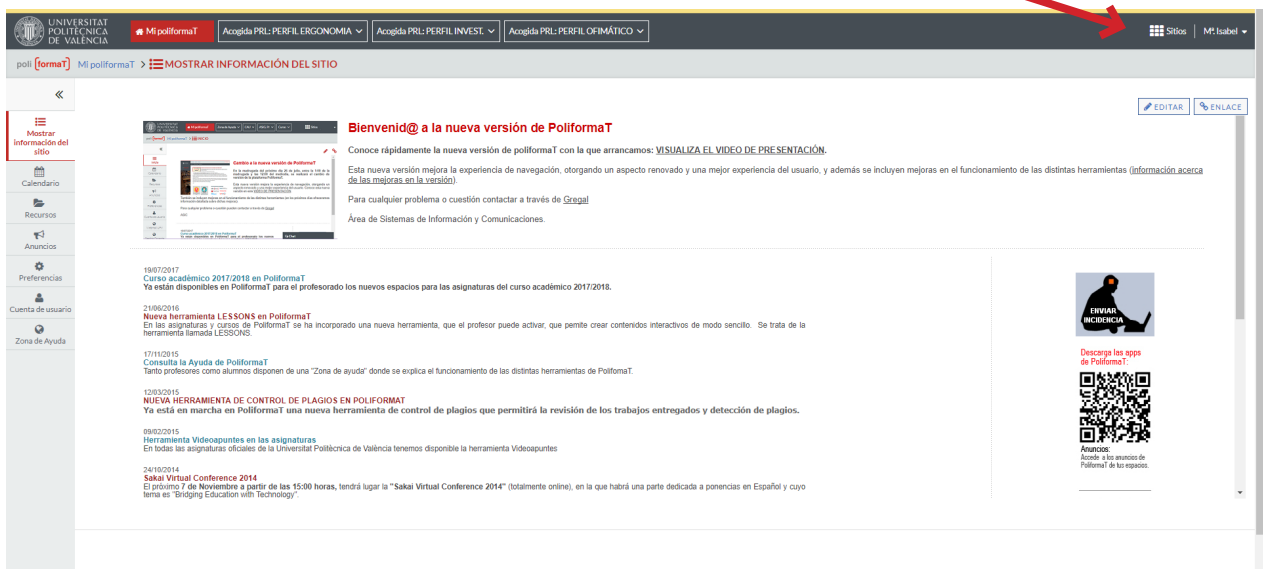 UNIVERSITAT
POLITÈCNICA
DE VALÈNCIA
Mi poliformaT
Acogida PRL: PERFIL ERGONOMIA
Acogida PRL: PERFIL INVEST.
Acogida PRL: PERFIL OFIMÁTICO
Sitios
Mª. Isabel
poli [formaT] Mi poliformaT > MOSTRAR INFORMACIÓN DEL SITIO
EDITAR
ENLACE
Mostrar
información del
sitio
Calendario
Recursos
Anuncios
Preferencias
Cuenta de usuario
Zona de Ayuda
Bienvenid@ a la nueva versión de PoliformaT
Conoce rápidamente la nueva versión de poliformaT con la que arrancamos: VISUALIZA EL VIDEO DE PRESENTACIÓN.
Esta nueva versión mejora la experiencia de navegación, otorgando un aspecto renovado y una mejor experiencia del usuario, y además se incluyen mejoras en el funcionamiento de las distintas herramientas (información acerca
de las mejoras en la versión).
Para cualquier problema o cuestión contactar a través de Gregal
Área de Sistemas de Información y Comunicaciones.
19/07/2017
Curso académico 2017/2018 en PoliformaT
Ya están disponibles en PoliformaT para el profesorado los nuevos espacios para las asignaturas del curso académico 2017/2018.
21/06/2016
Nueva herramienta LESSONS en PoliformaT
En las asignaturas y cursos de PoliformaT se ha incorporado una nueva herramienta, que el profesor puede activar, que pemite crear contenidos interactivos de modo sencillo. Se trata de la
herramienta llamada LESSONS.
17/11/2015
Consulta la Ayuda de PoliformaT
Tanto profesores como alumnos disponen de una "Zona de ayuda" donde se explica el funcionamiento de las distintas herramientas de PolifomaT.
12/03/2015
NUEVA HERRAMIENTA DE CONTROL DE PLAGIOS EN POLIFORMAT
Ya está en marcha en PoliformaT una nueva herramienta de control de plagios que permitirá la revisión de los trabajos entregados y detección de plagios.
09/02/2015
Herramienta Videoapuntes en las asignaturas
En todas las asignaturas oficiales de la Universitat Politècnica de València tenemos disponible la herramienta Videoapuntes
24/10/2014
Sakai Virtual Conference 2014
El próximo 7 de Noviembre a partir de las 15:00 horas, tendrá lugar la "Sakai Virtual Conference 2014" (totalmente online), en la que habrá una parte dedicada a ponencias en Español y cuyo
tema es "Bridging Education with Technology".
ENVIAR
INCIDENCIA
Descarga las apps
de PoliformaT:
Anuncios:
Accede a los anuncios de
PoliformaT de tus espacios.